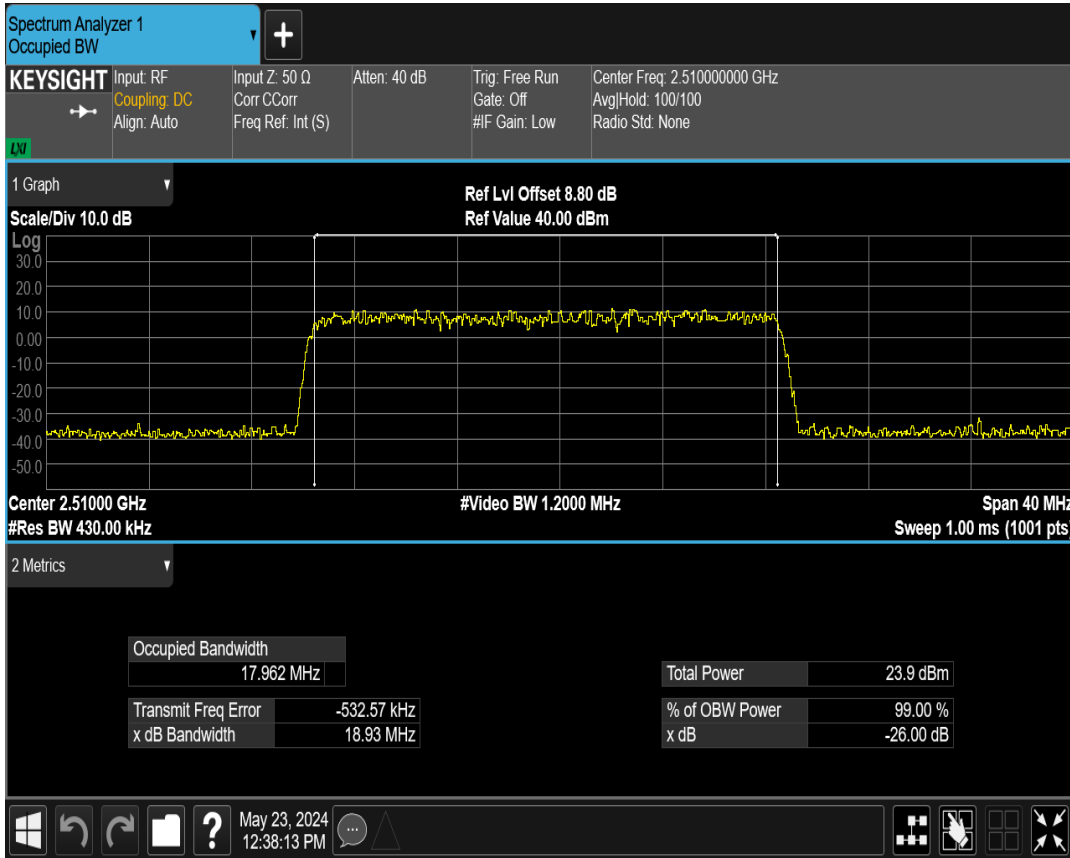 Spectrum Analyzer 1
Occupied BW
+
KEYSIGHT
LXI
Input: RF
Coupling: DC
Align: Auto
Input Z: 50 Ω
Corr CCorr
Freq Ref: Int (S)
Atten: 40 dB
Trig: Free Run
Gate: Off
#IF Gain: Low
Center Freq: 2.510000000 GHz
Avg|Hold: 100/100
Radio Std: None
1 Graph
Scale/Div 10.0 dB
Ref Lvl Offset 8.80 dB
Ref Value 40.00 dBm
Log
30.0
20.0
10.0
0.00
-10.0
-20.0
-30.0
-40.0
-50.0
Center 2.51000 GHz
#Video BW 1.2000 MHz
Span 40 MHz
#Res BW 430.00 kHz
Sweep 1.00 ms (1001 pts)
2 Metrics
Occupied Bandwidth
17.962 MHz
Total Power 23.9 dBm
Transmit Freq Error -532.57 kHz
% of OBW Power 99.00 %
x dB Bandwidth 18.93 MHz
x dB -26.00 dB
?
May 23, 2024
12:38:13 PM